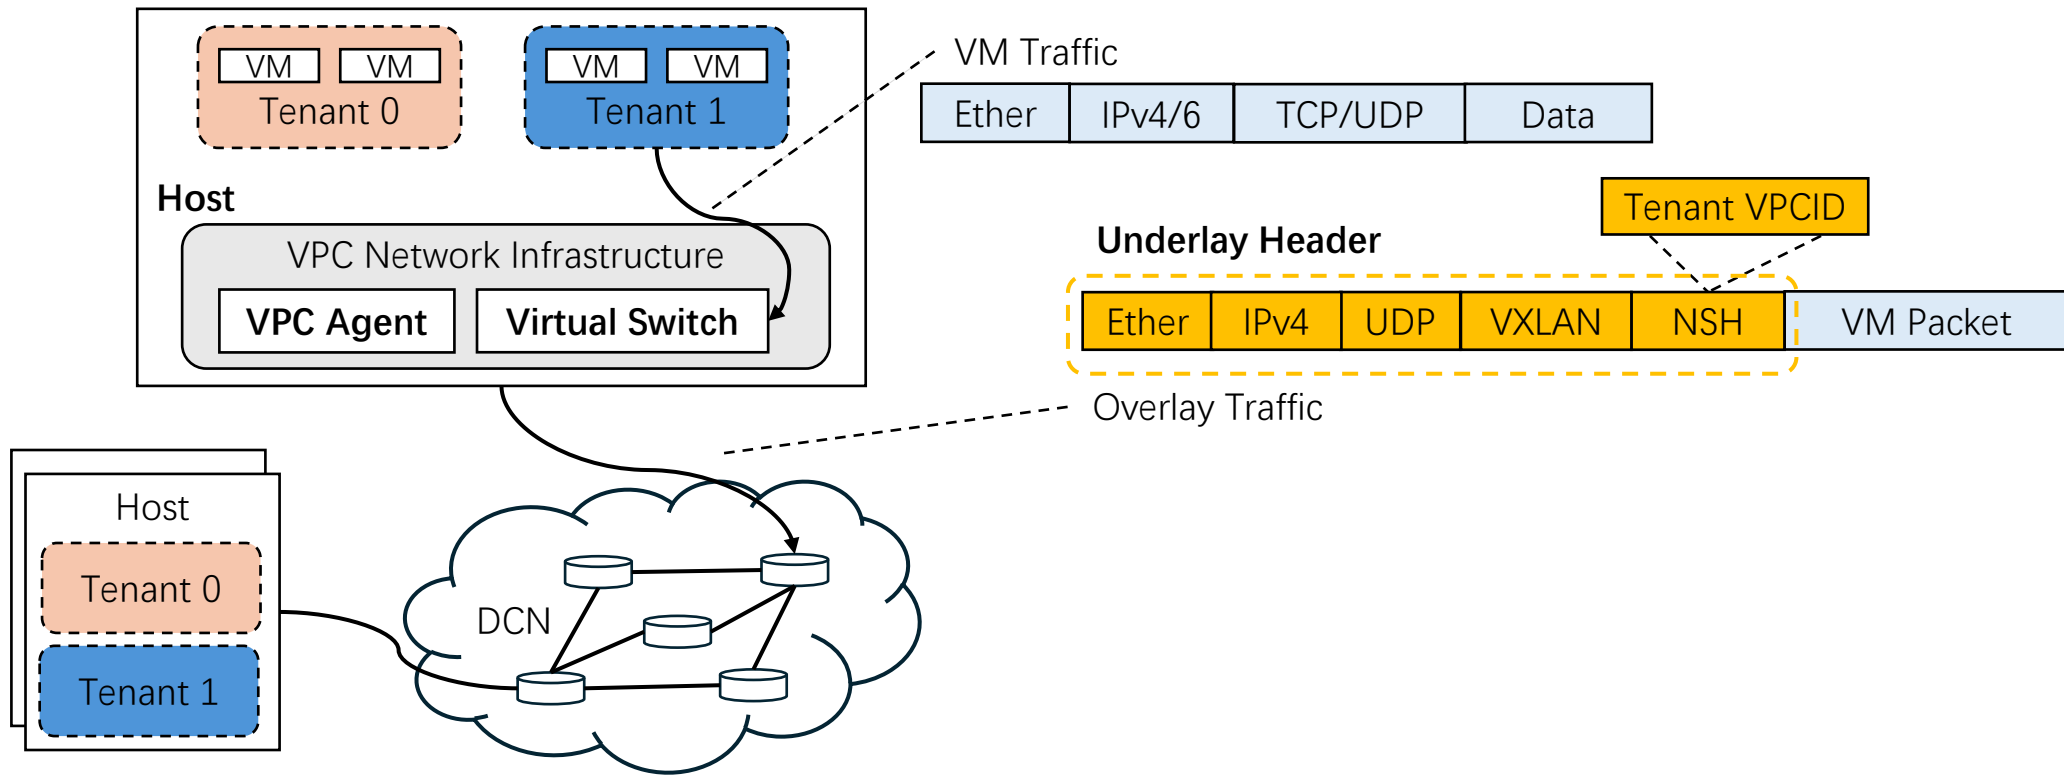 VM VM
Tenant 0
VM VM
Tenant 1
Host
VPC Network Infrastructure
VPC Agent
Virtual Switch
VM Traffic
Ether IPv4/6 TCP/UDP Data
Tenant VPCID
Underlay Header
Ether IPv4 UDP VXLAN NSH VM Packet
Overlay Traffic
Host
Tenant 0
Tenant 1
DCN